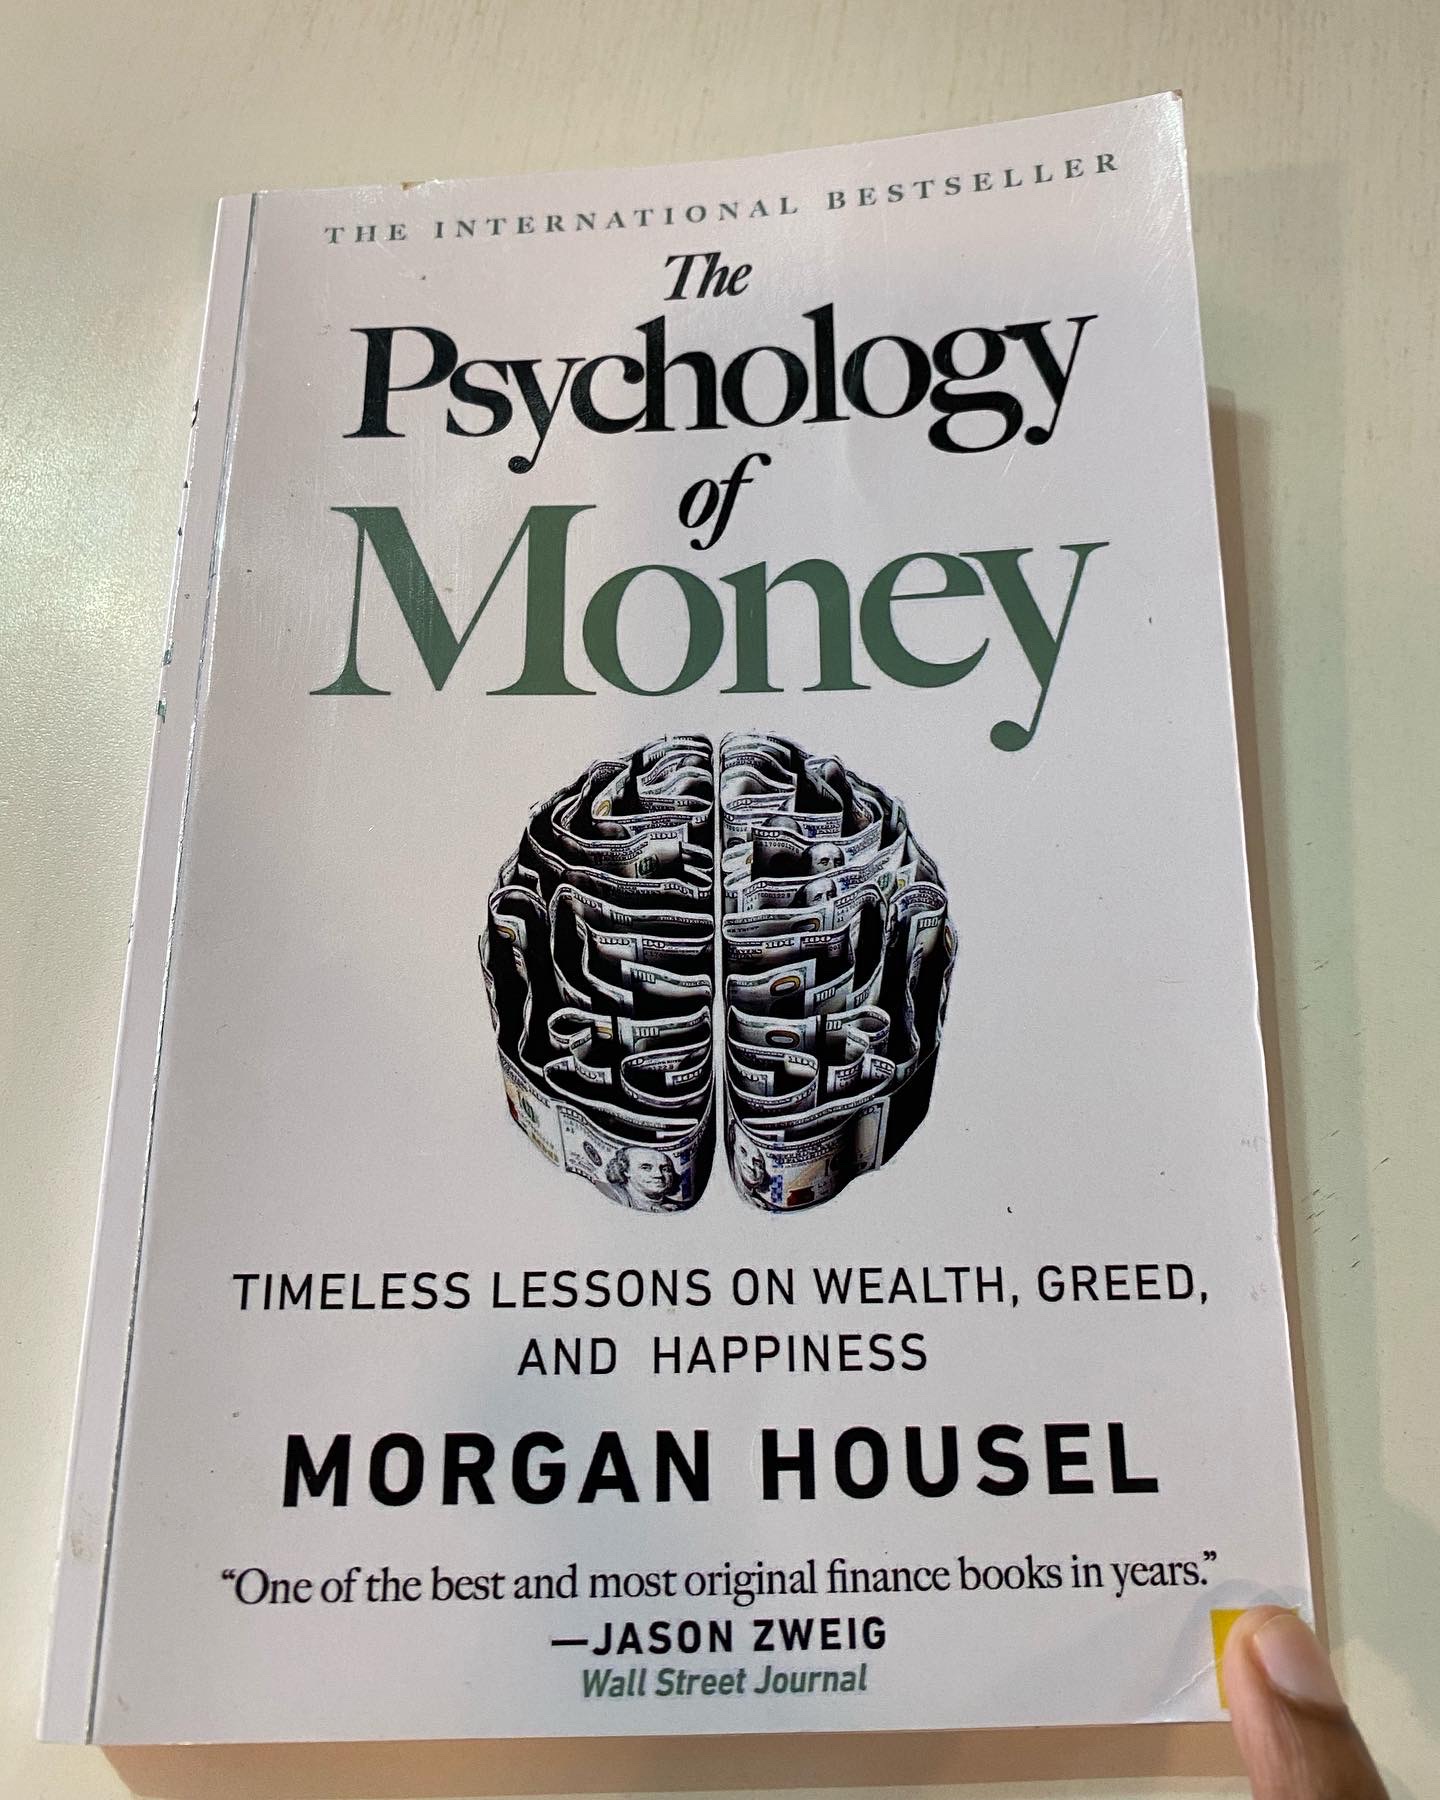 THE INTERNATIONAL BESTSELLER
The
Psychology
of
Money
TIMELESS LESSONS ON WEALTH, GREED,
AND HAPPINESS
MORGAN HOUSEL
“One of the best and most original finance books in years.”
—JASON ZWEIG
Wall Street Journal